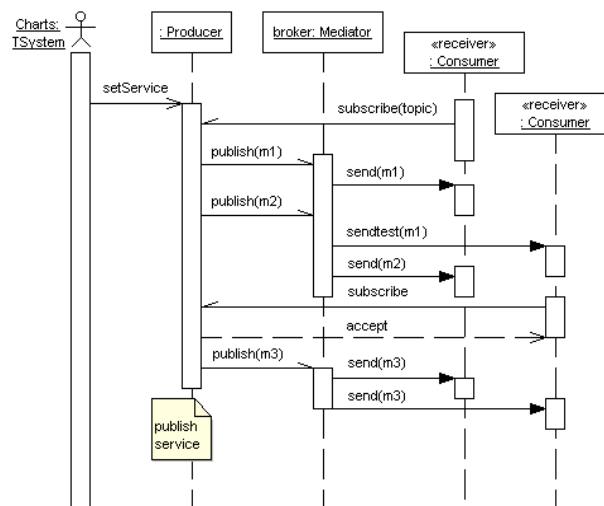 Charts:
TSystem
: Producer
broker: Mediator
«receiver»
: Consumer
«receiver»
: Consumer
setService
subscribe(topic)
publish(m1)
send(m1)
publish(m2)
sendtest(m1)
send(m2)
subscribe
accept
publish(m3)
send(m3)
send(m3)
publish
service